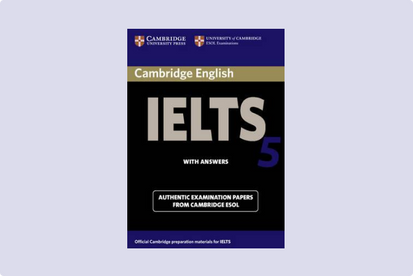 CAMBRIDGE
UNIVERSITY PRESS
UNIVERSITY of CAMBRIDGE
ESOL Examinations
Cambridge English
IELTS
5
WITH ANSWERS
AUTHENTIC EXAMINATION PAPERS
FROM CAMBRIDGE ESOL
Official Cambridge preparation materials for IELTS